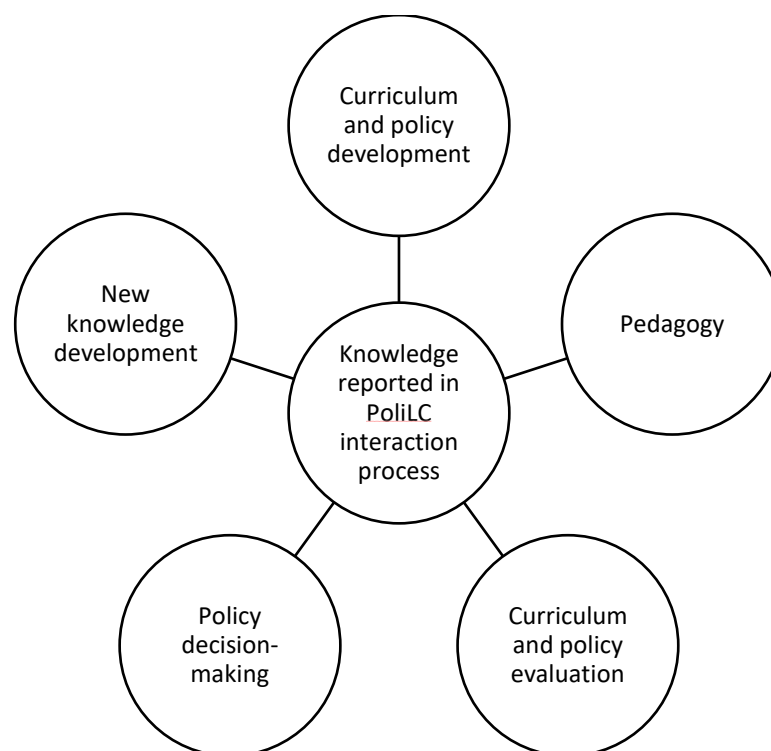 Curriculum
and policy
development
New
knowledge
development
Pedagogy
Knowledge
reported in
PoliLC
interaction
process
Policy
decision-
making
Curriculum
and policy
evaluation